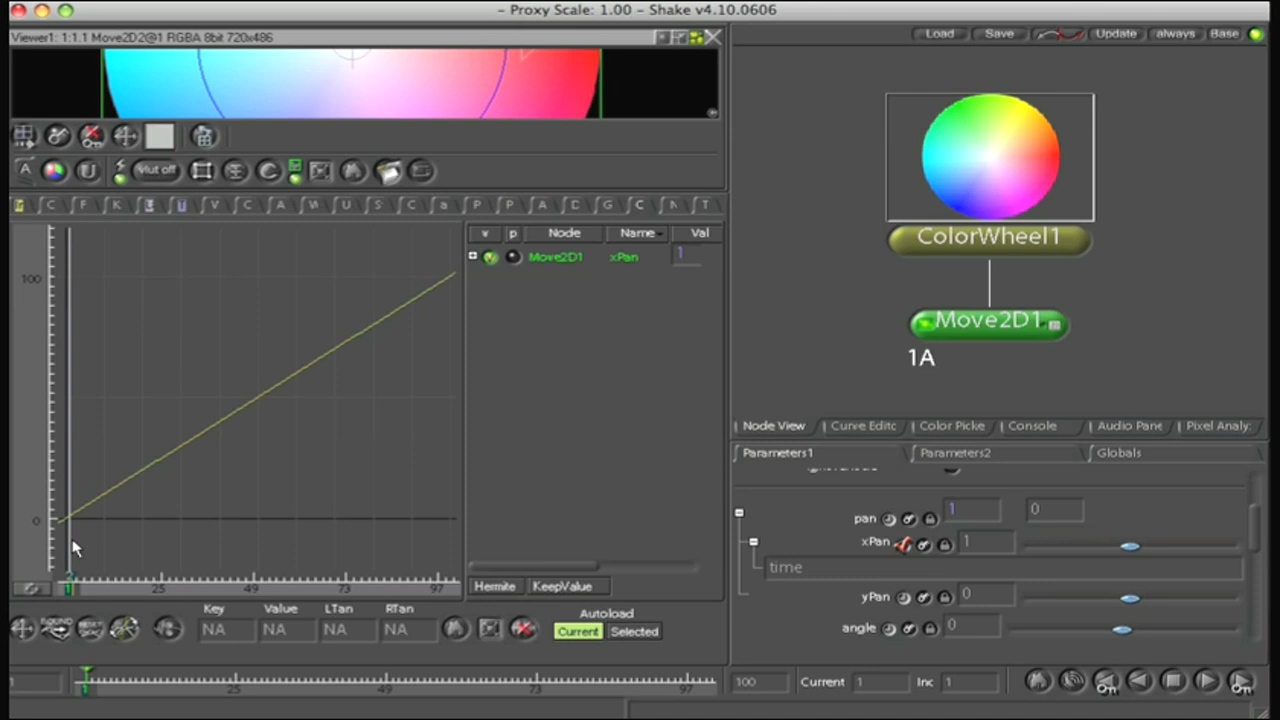 - Proxy Scale: 1.00 - Shake v4.10.0606
Viewer1: 1:1.1 Move2D2@1 RGBA 8bit 720x486
Load Save Update always Base
A U Mut off
C F K L T V C A W U S C a P P A D G C N T
v p Node Name Val
Move2D1 xPan 1
100
0
1 25 49 73 97
Hermite KeepValue
Key Value LTan RTan
NA NA NA NA
Autoload
Current Selected
ColorWheel1
Move2D1
1A
Node View Curve Editc Color Picke Console Audio Pane Pixel Analy:
Parameters1 Parameters2 Globals
pan 1 0
xPan 1
time
yPan 0
angle 0
1 25 49 73 97
100 Current 1 Inc 1